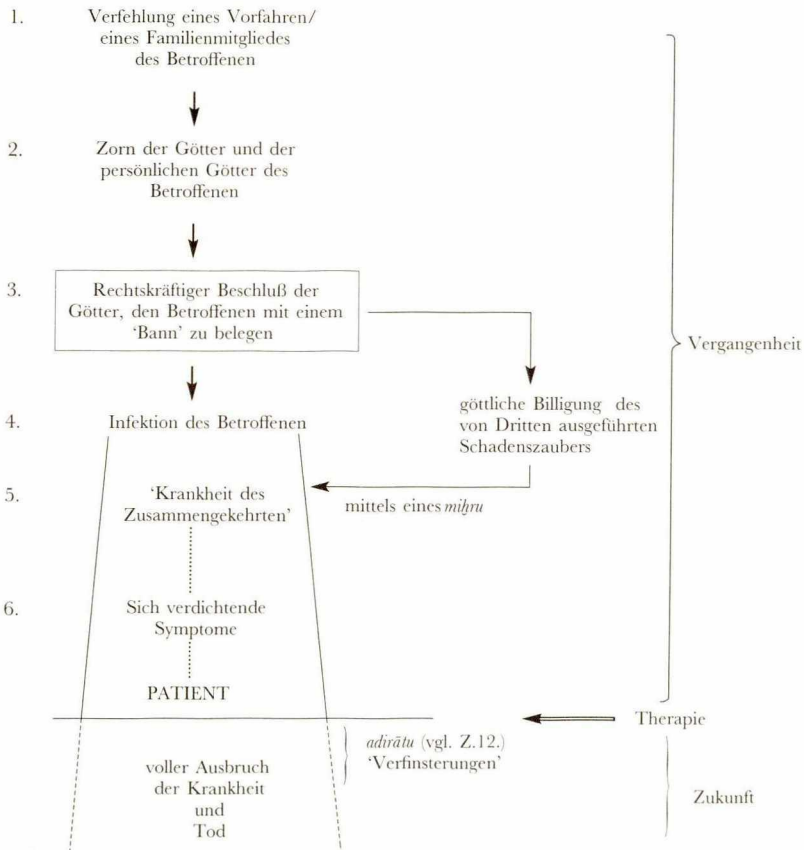 1. Verfehlung eines Vorfahren/
eines Familienmitgliedes
des Betroffenen
2. Zorn der Götter und der
persönlichen Götter des
Betroffenen
3. Rechtskräftiger Beschluß der
Götter, den Betroffenen mit einem
‘Bann’ zu belegen
Vergangenheit
göttliche Billigung des
von Dritten ausgeführten
Schadenszaubers
4. Infektion des Betroffenen
5. ‘Krankheit des
Zusammengekehrten’
mittels eines miḫru
6. Sich verdichtende
Symptome
PATIENT
Therapie
adirātu (vgl. Z.12.)
‘Verfinsterungen’
voller Ausbruch
der Krankheit
und
Tod
Zukunft